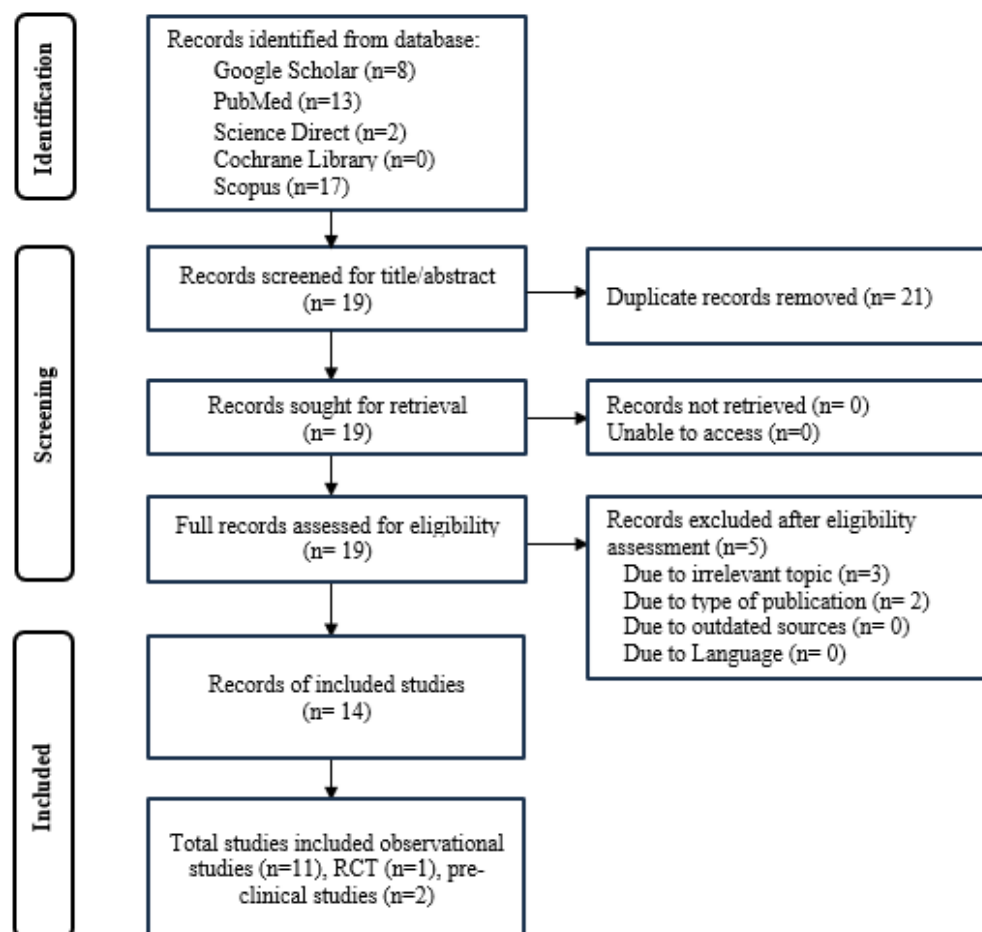 Identification
Records identified from database:
Google Scholar (n=8)
PubMed (n=13)
Science Direct (n=2)
Cochrane Library (n=0)
Scopus (n=17)
Screening
Records screened for title/abstract
(n= 19)
Duplicate records removed (n= 21)
Records sought for retrieval
(n= 19)
Records not retrieved (n= 0)
Unable to access (n=0)
Full records assessed for eligibility
(n= 19)
Records excluded after eligibility
assessment (n=5)
Due to irrelevant topic (n=3)
Due to type of publication (n= 2)
Due to outdated sources (n= 0)
Due to Language (n= 0)
Included
Records of included studies
(n= 14)
Total studies included observational
studies (n=11), RCT (n=1), pre-
clinical studies (n=2)